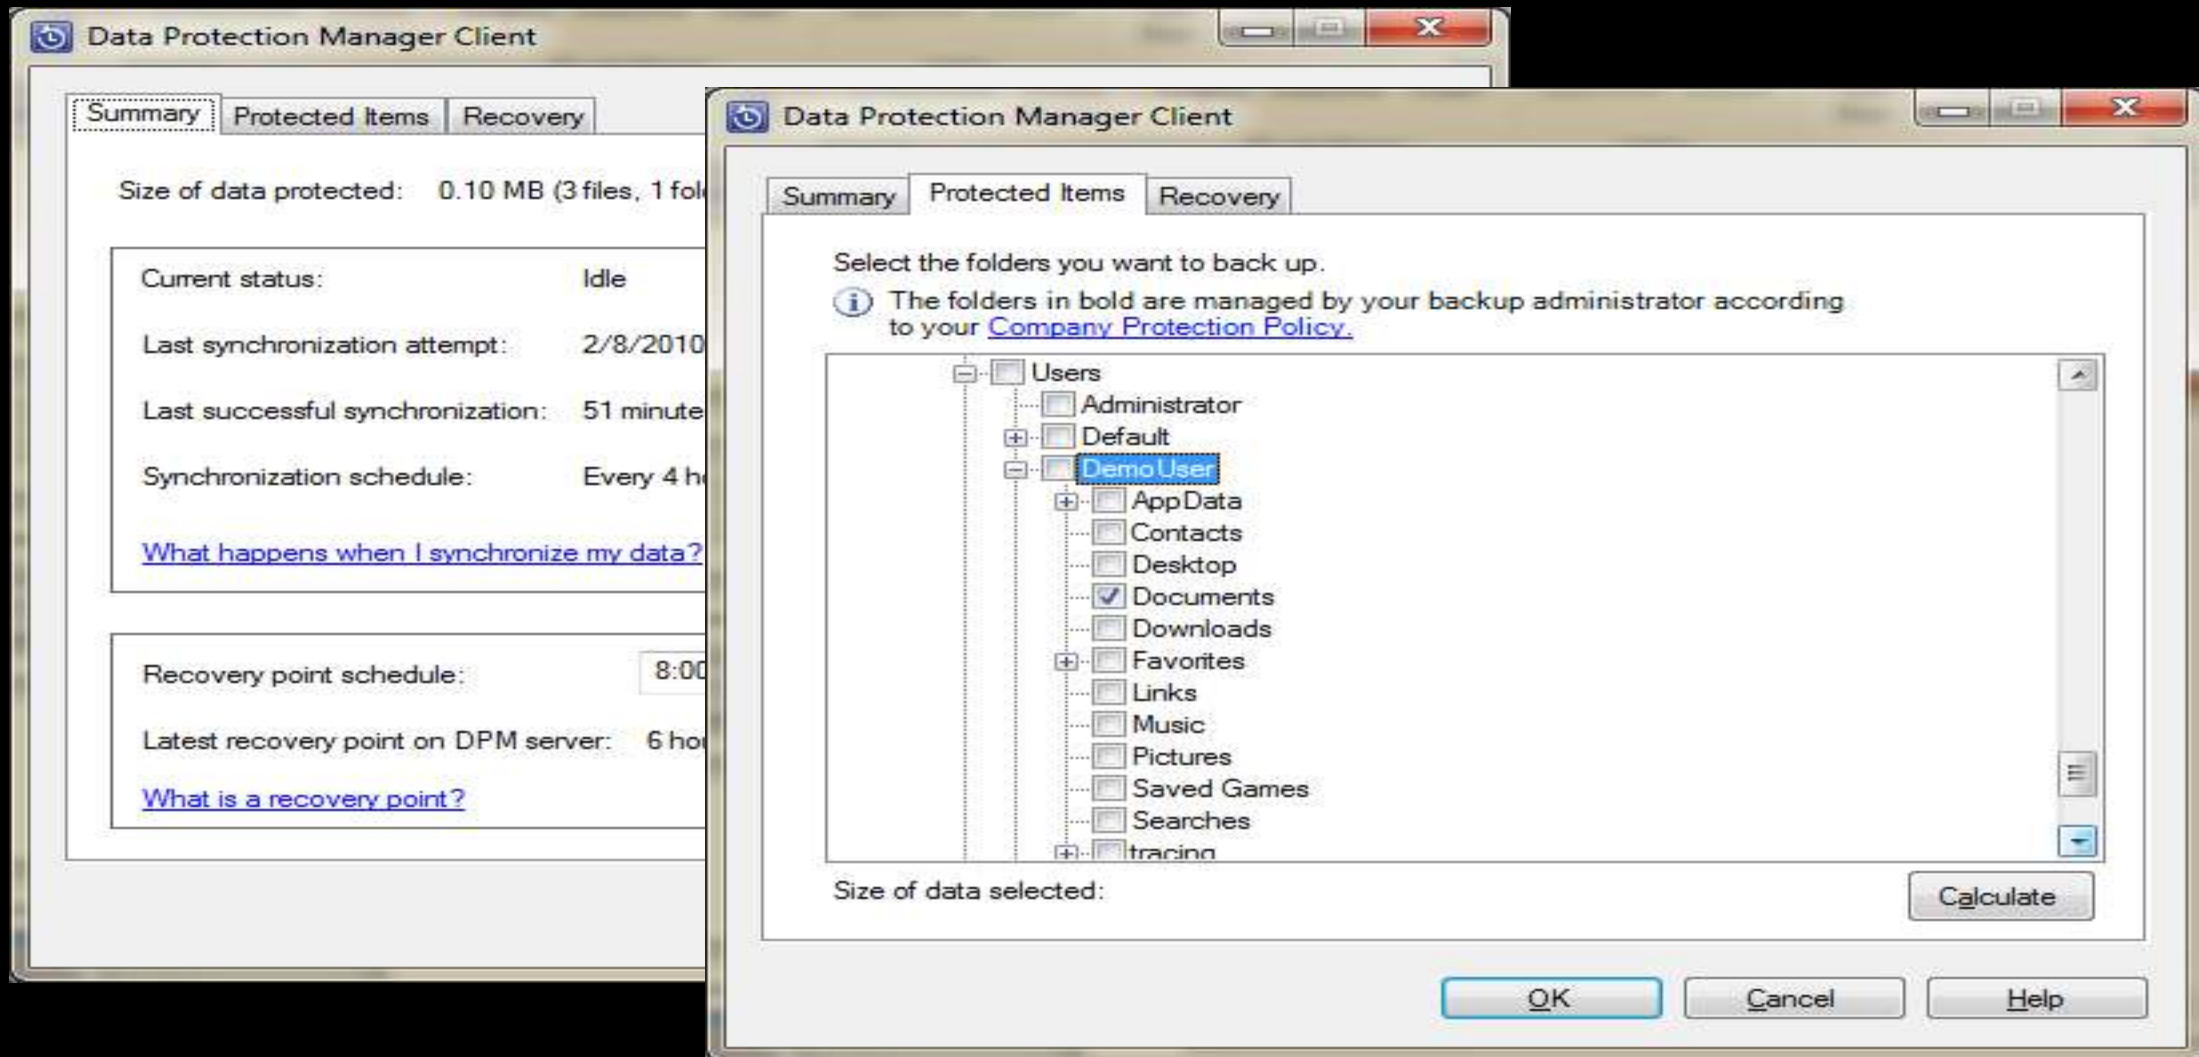 Data Protection Manager Client
Summary
Protected Items
Recovery
Size of data protected: 0.10 MB (3 files, 1
Current status: Idle
Last synchronization attempt: 2/8/2010
Last successful synchronization: 51
Synchronization schedule: Every 4
What happens when I synchronize my data?
Recovery point schedule: 8:00
Latest recovery point on DPM server: 6
What is a recovery point?
Data Protection Manager Client
Summary
Protected Items
Recovery
Select the folders you want to back up.
The folders in bold are managed by your backup administrator according
to your Company Protection Policy.
Users
Administrator
Default
DemoUser
AppData
Contacts
Desktop
Documents
Downloads
Favorites
Links
Music
Pictures
Saved Games
Searches
tracing
Size of data selected:
Calculate
OK
Cancel
Help